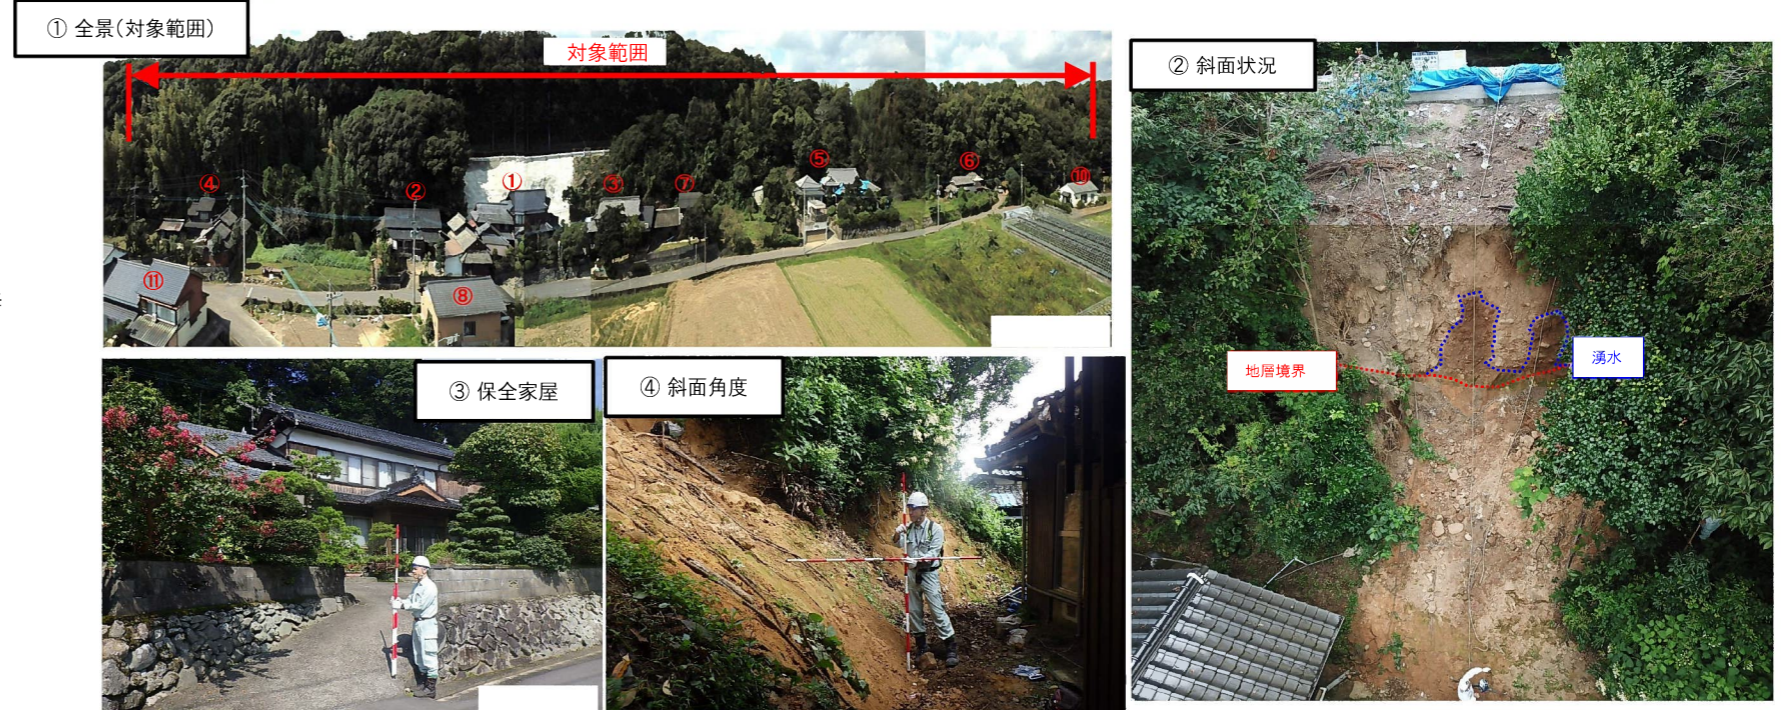 ① 全景(対象範囲)
対象範囲
④
②
①
③
⑦
⑤
⑥
⑩
⑪
⑧
② 斜面状況
地層境界
湧水
③ 保全家屋
④ 斜面角度